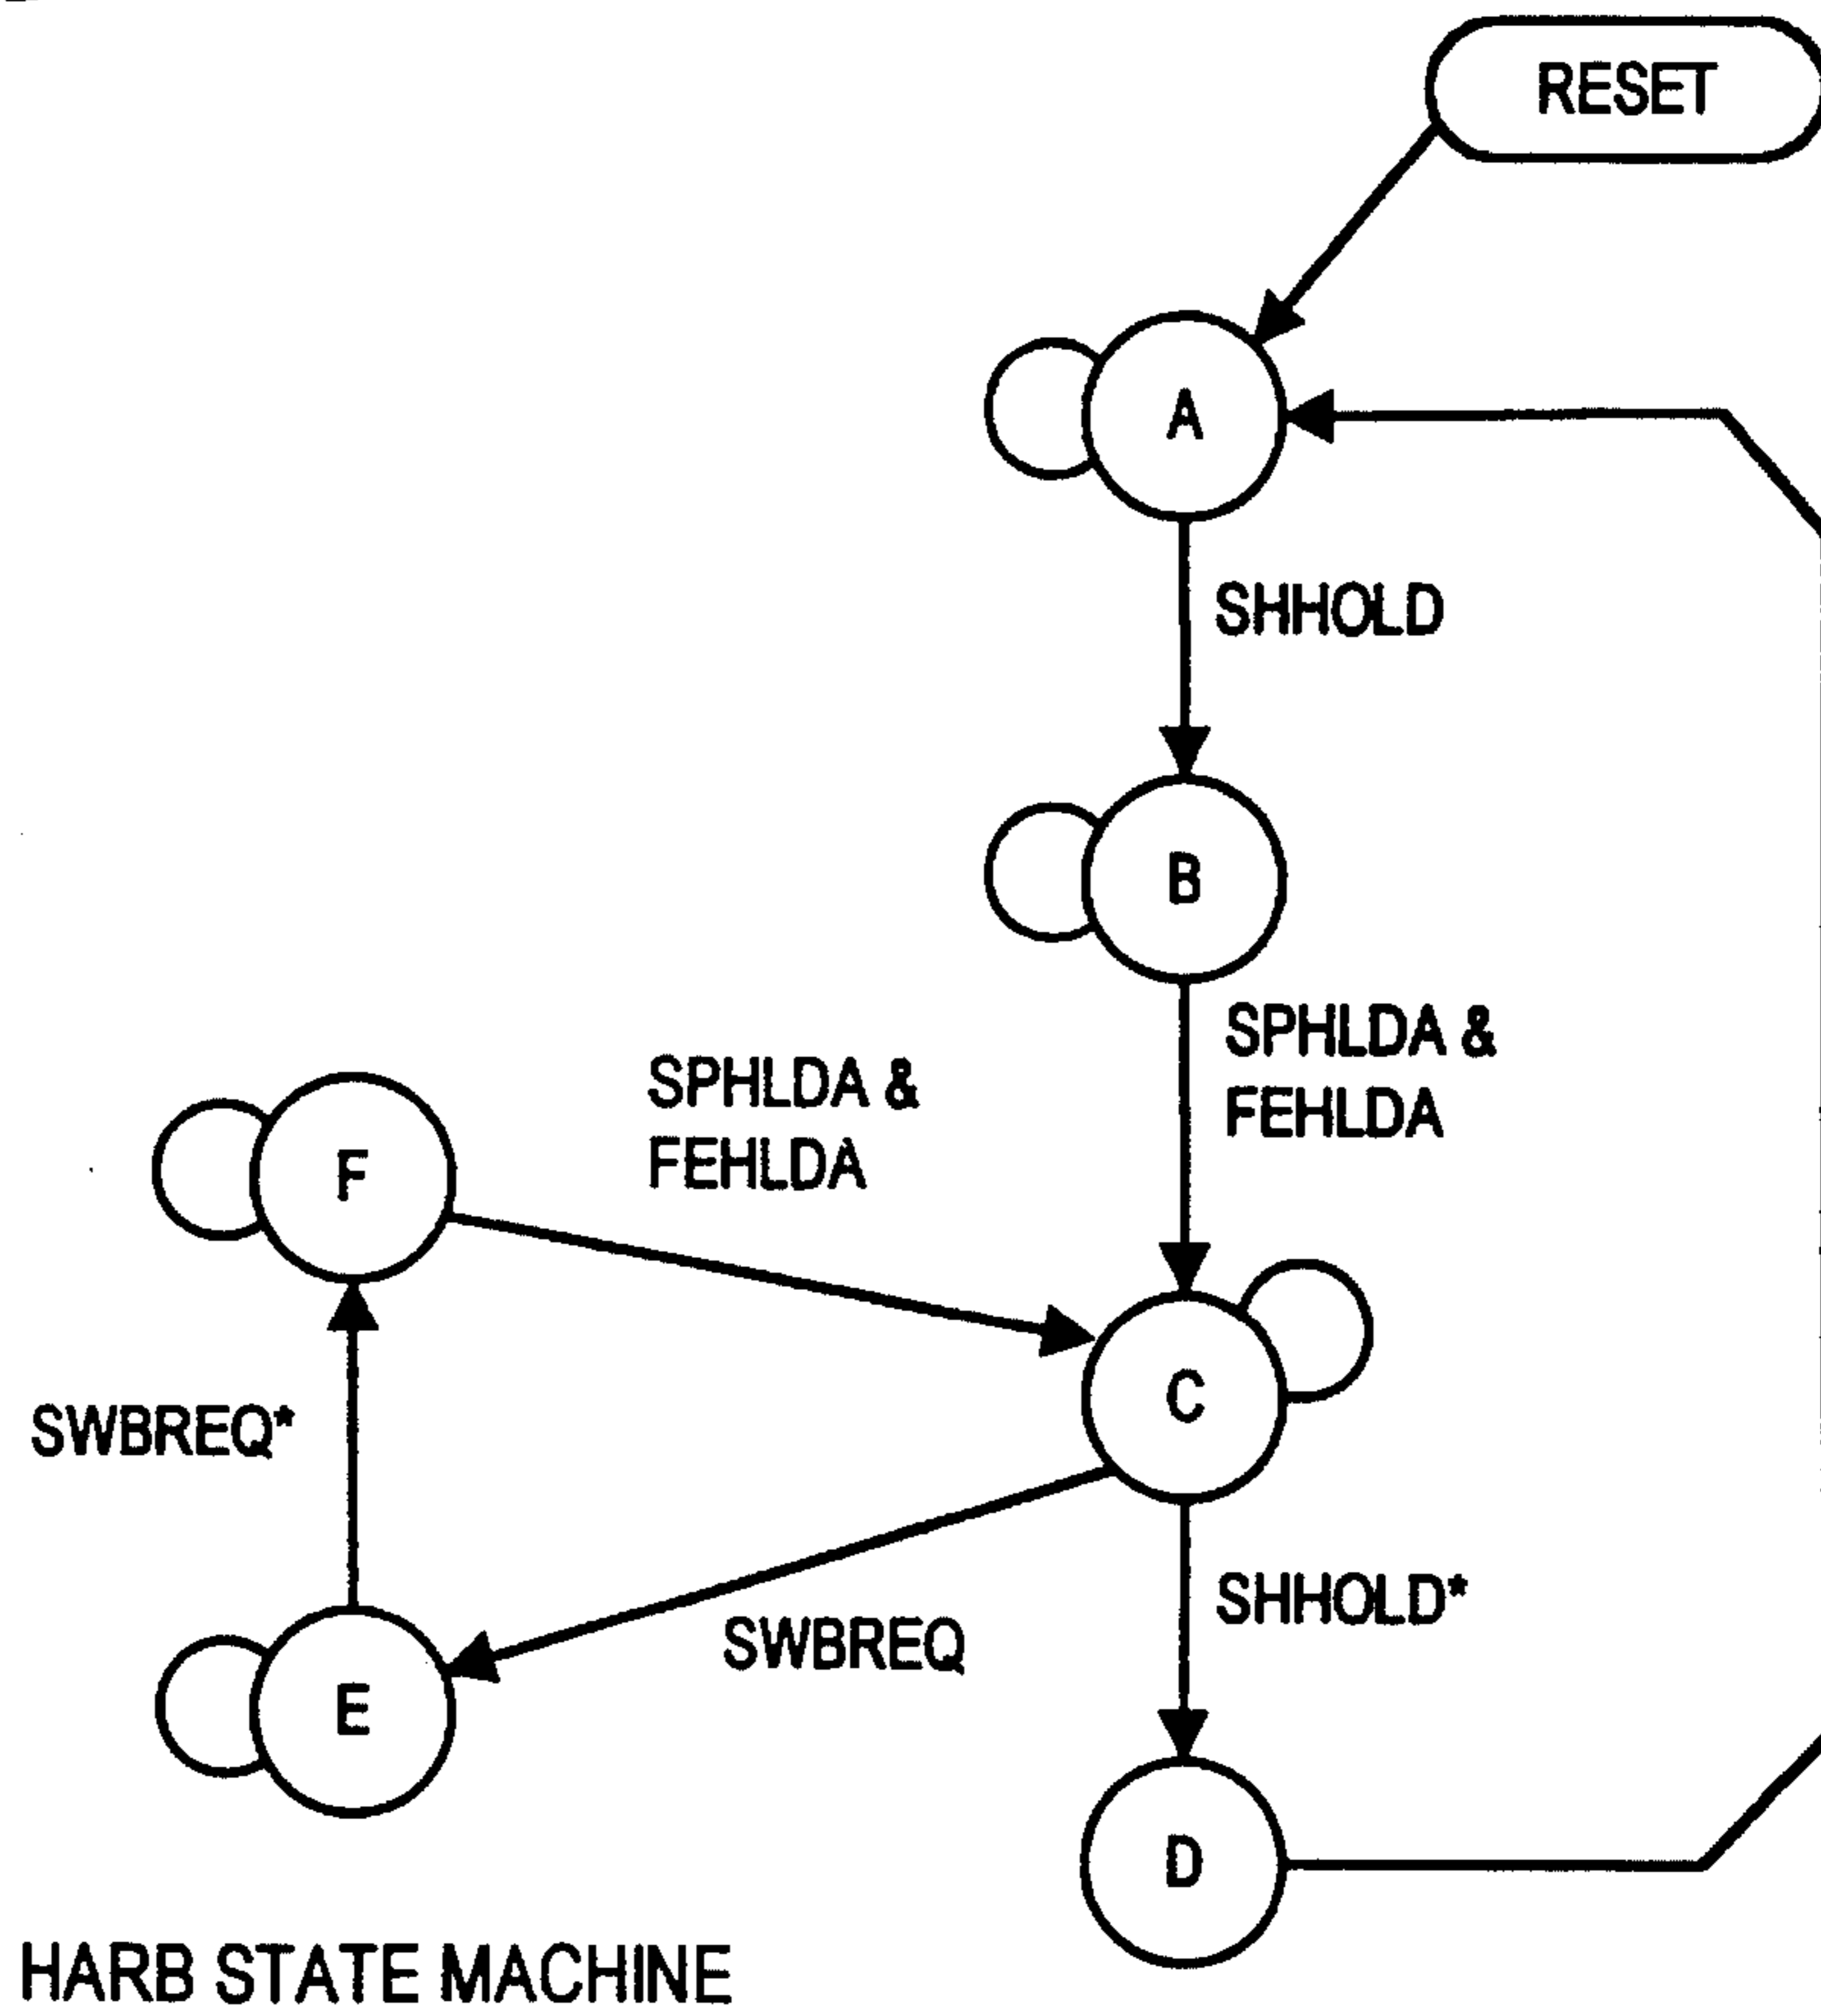 RESET
A
SHHOLD
B
SPHLDA &
FEHLDA
SPHLDA &
FEHLDA
F
C
SWBREQ*
SWBREQ
SHHOLD*
E
D
HARB STATE MACHINE